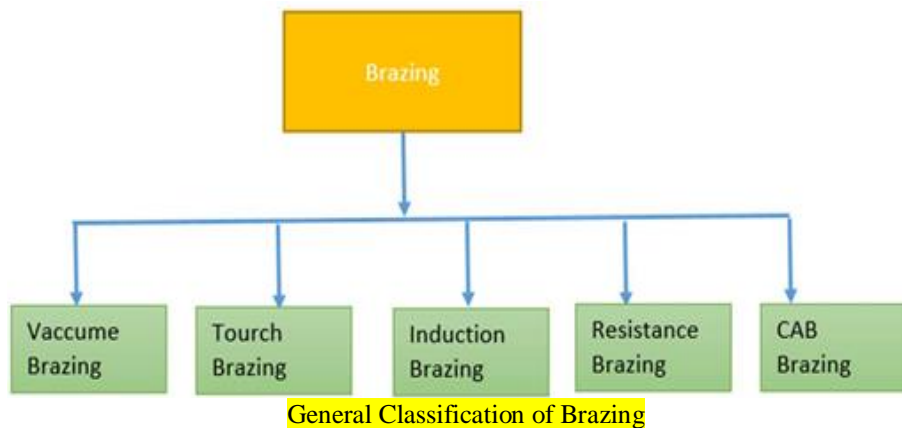 Brazing
Vaccume
Brazing
Tourch
Brazing
Induction
Brazing
Resistance
Brazing
CAB
Brazing
General Classification of Brazing